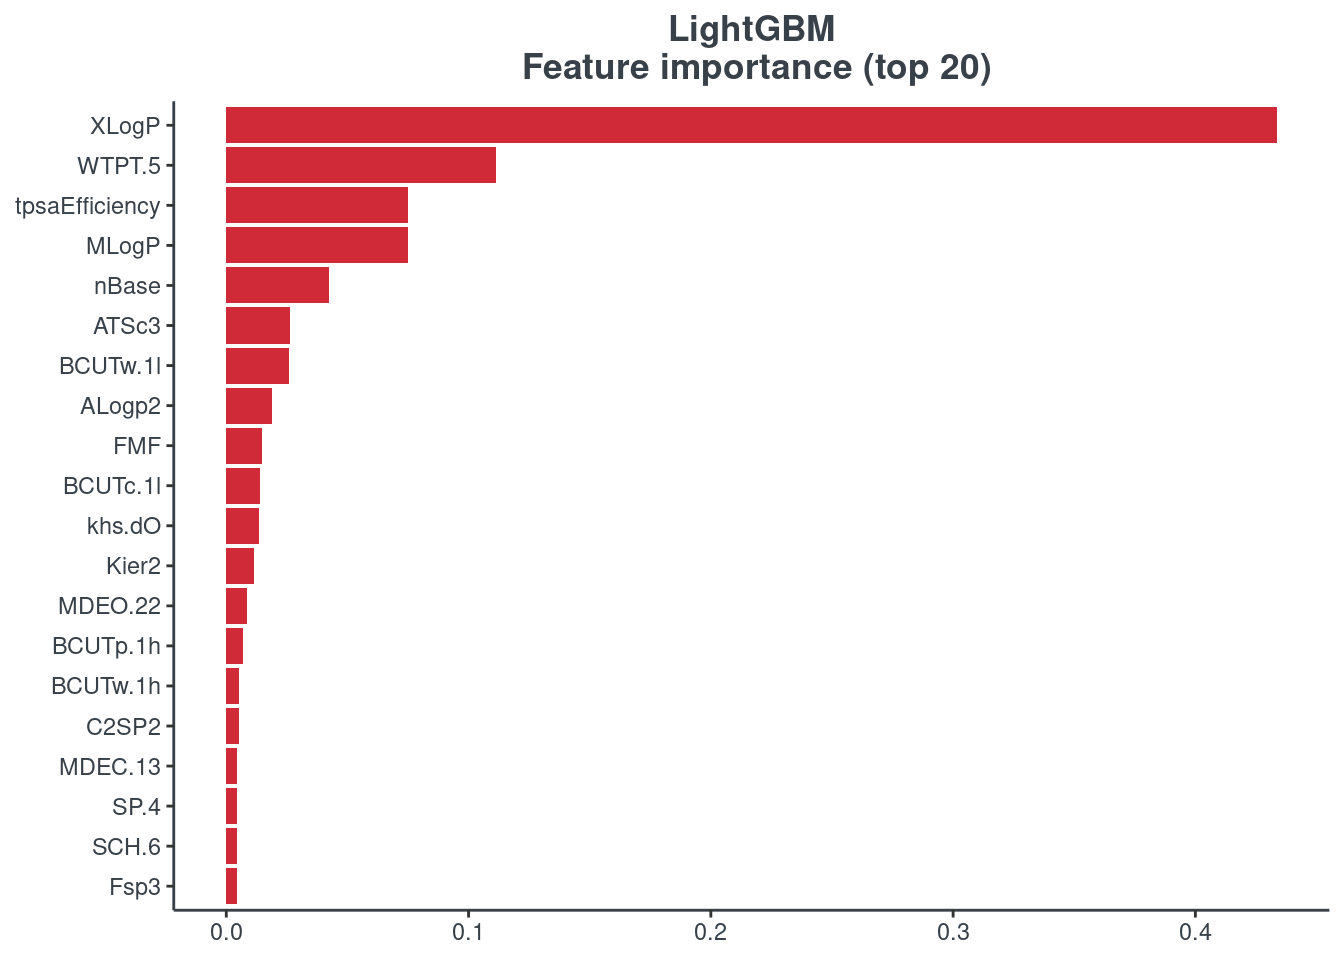 LightGBM
Feature importance (top 20)
XLogP
WTPT.5
tpsaEfficiency
MLogP
nBase
ATSc3
BCUTw.1l
ALogp2
FMF
BCUTc.1l
khs.dO
Kier2
MDEO.22
BCUTp.1h
BCUTw.1h
C2SP2
MDEC.13
SP.4
SCH.6
Fsp3
0.0 0.1 0.2 0.3 0.4